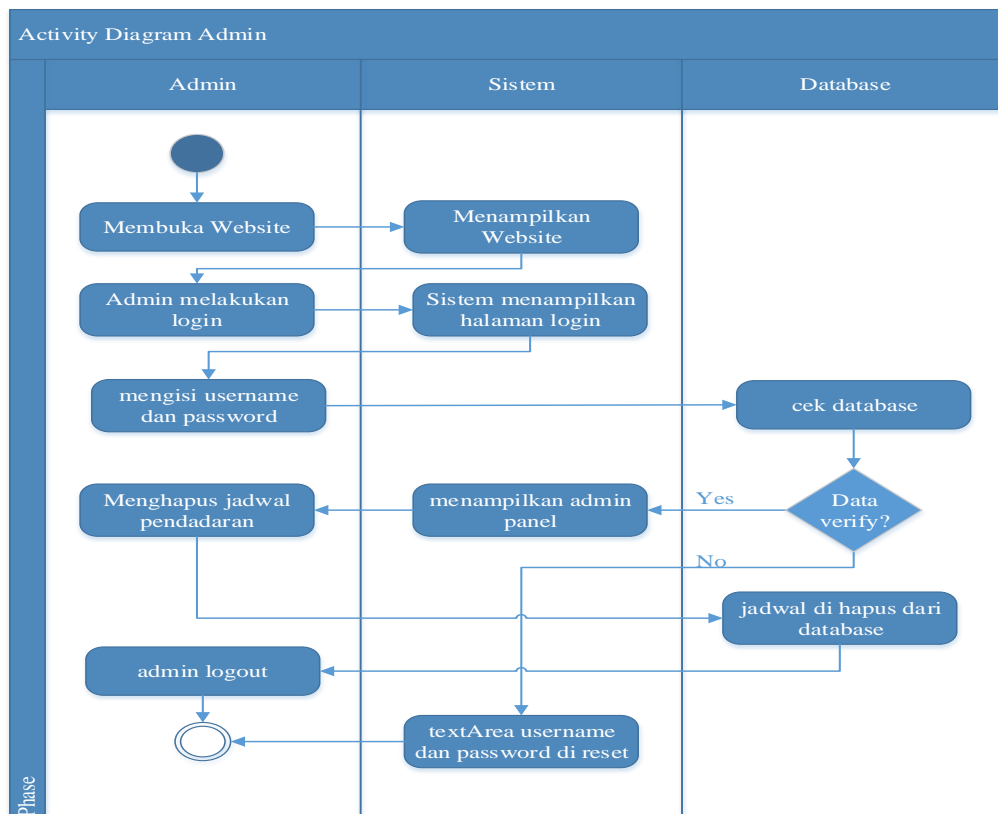 Activity Diagram Admin
Admin
Sistem
Database
Membuka Website
Menampilkan
Website
Admin melakukan
login
Sistem menampilkan
halaman login
mengisi username
dan password
cek database
Menghapus jadwal
pendadaran
menampilkan admin
panel
Yes
Data
verify?
No
jadwal di hapus dari
database
admin logout
textArea username
dan password di reset
Phase